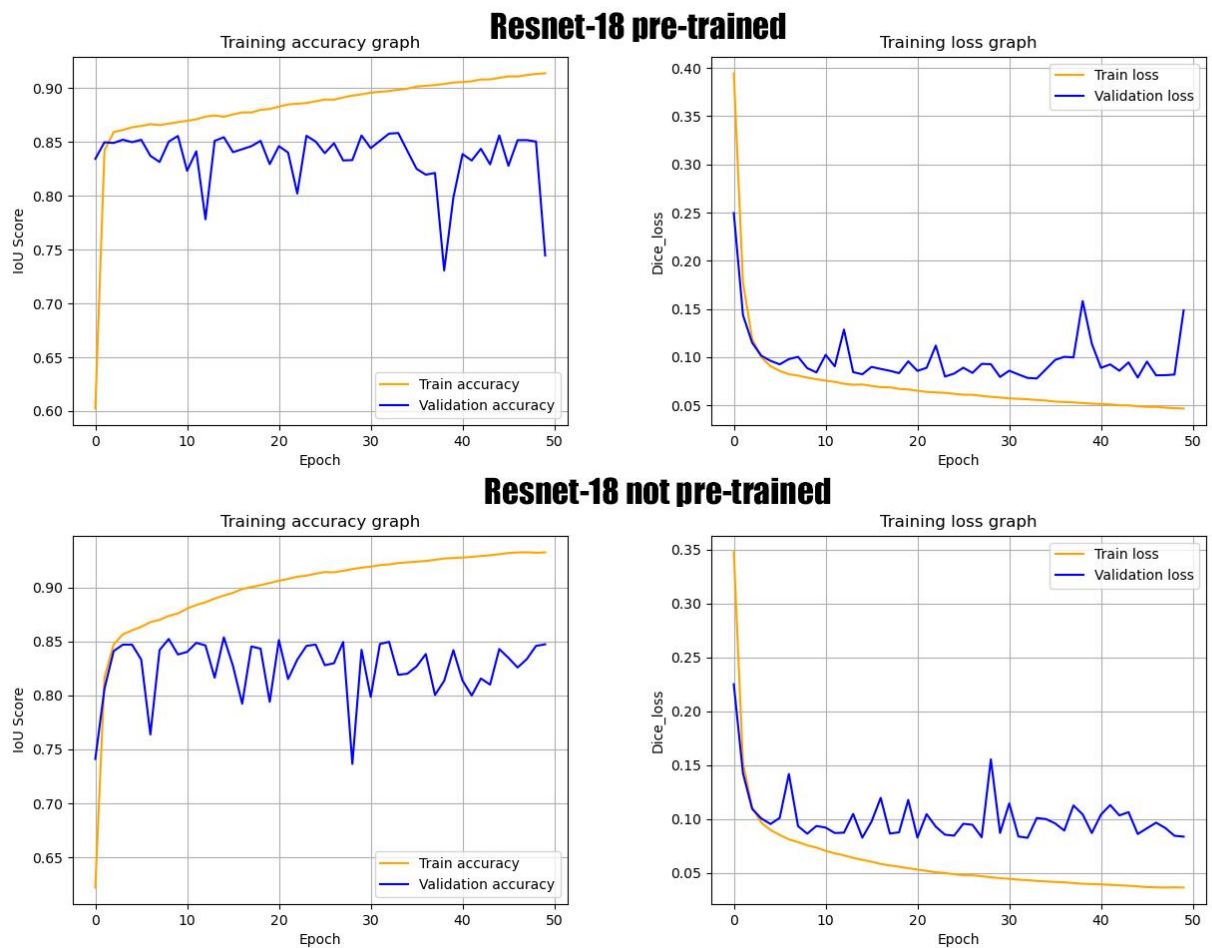 Resnet-18 pre-trained
Training accuracy graph
IoU Score
0.90
0.85
0.80
0.75
0.70
0.65
0.60
Train accuracy
Validation accuracy
0 10 20 30 40 50
Epoch
Training loss graph
Dice_loss
0.40
0.35
0.30
0.25
0.20
0.15
0.10
0.05
Train loss
Validation loss
0 10 20 30 40 50
Epoch
Resnet-18 not pre-trained
Training accuracy graph
IoU Score
0.90
0.85
0.80
0.75
0.70
0.65
Train accuracy
Validation accuracy
0 10 20 30 40 50
Epoch
Training loss graph
Dice_loss
0.35
0.30
0.25
0.20
0.15
0.10
0.05
Train loss
Validation loss
0 10 20 30 40 50
Epoch